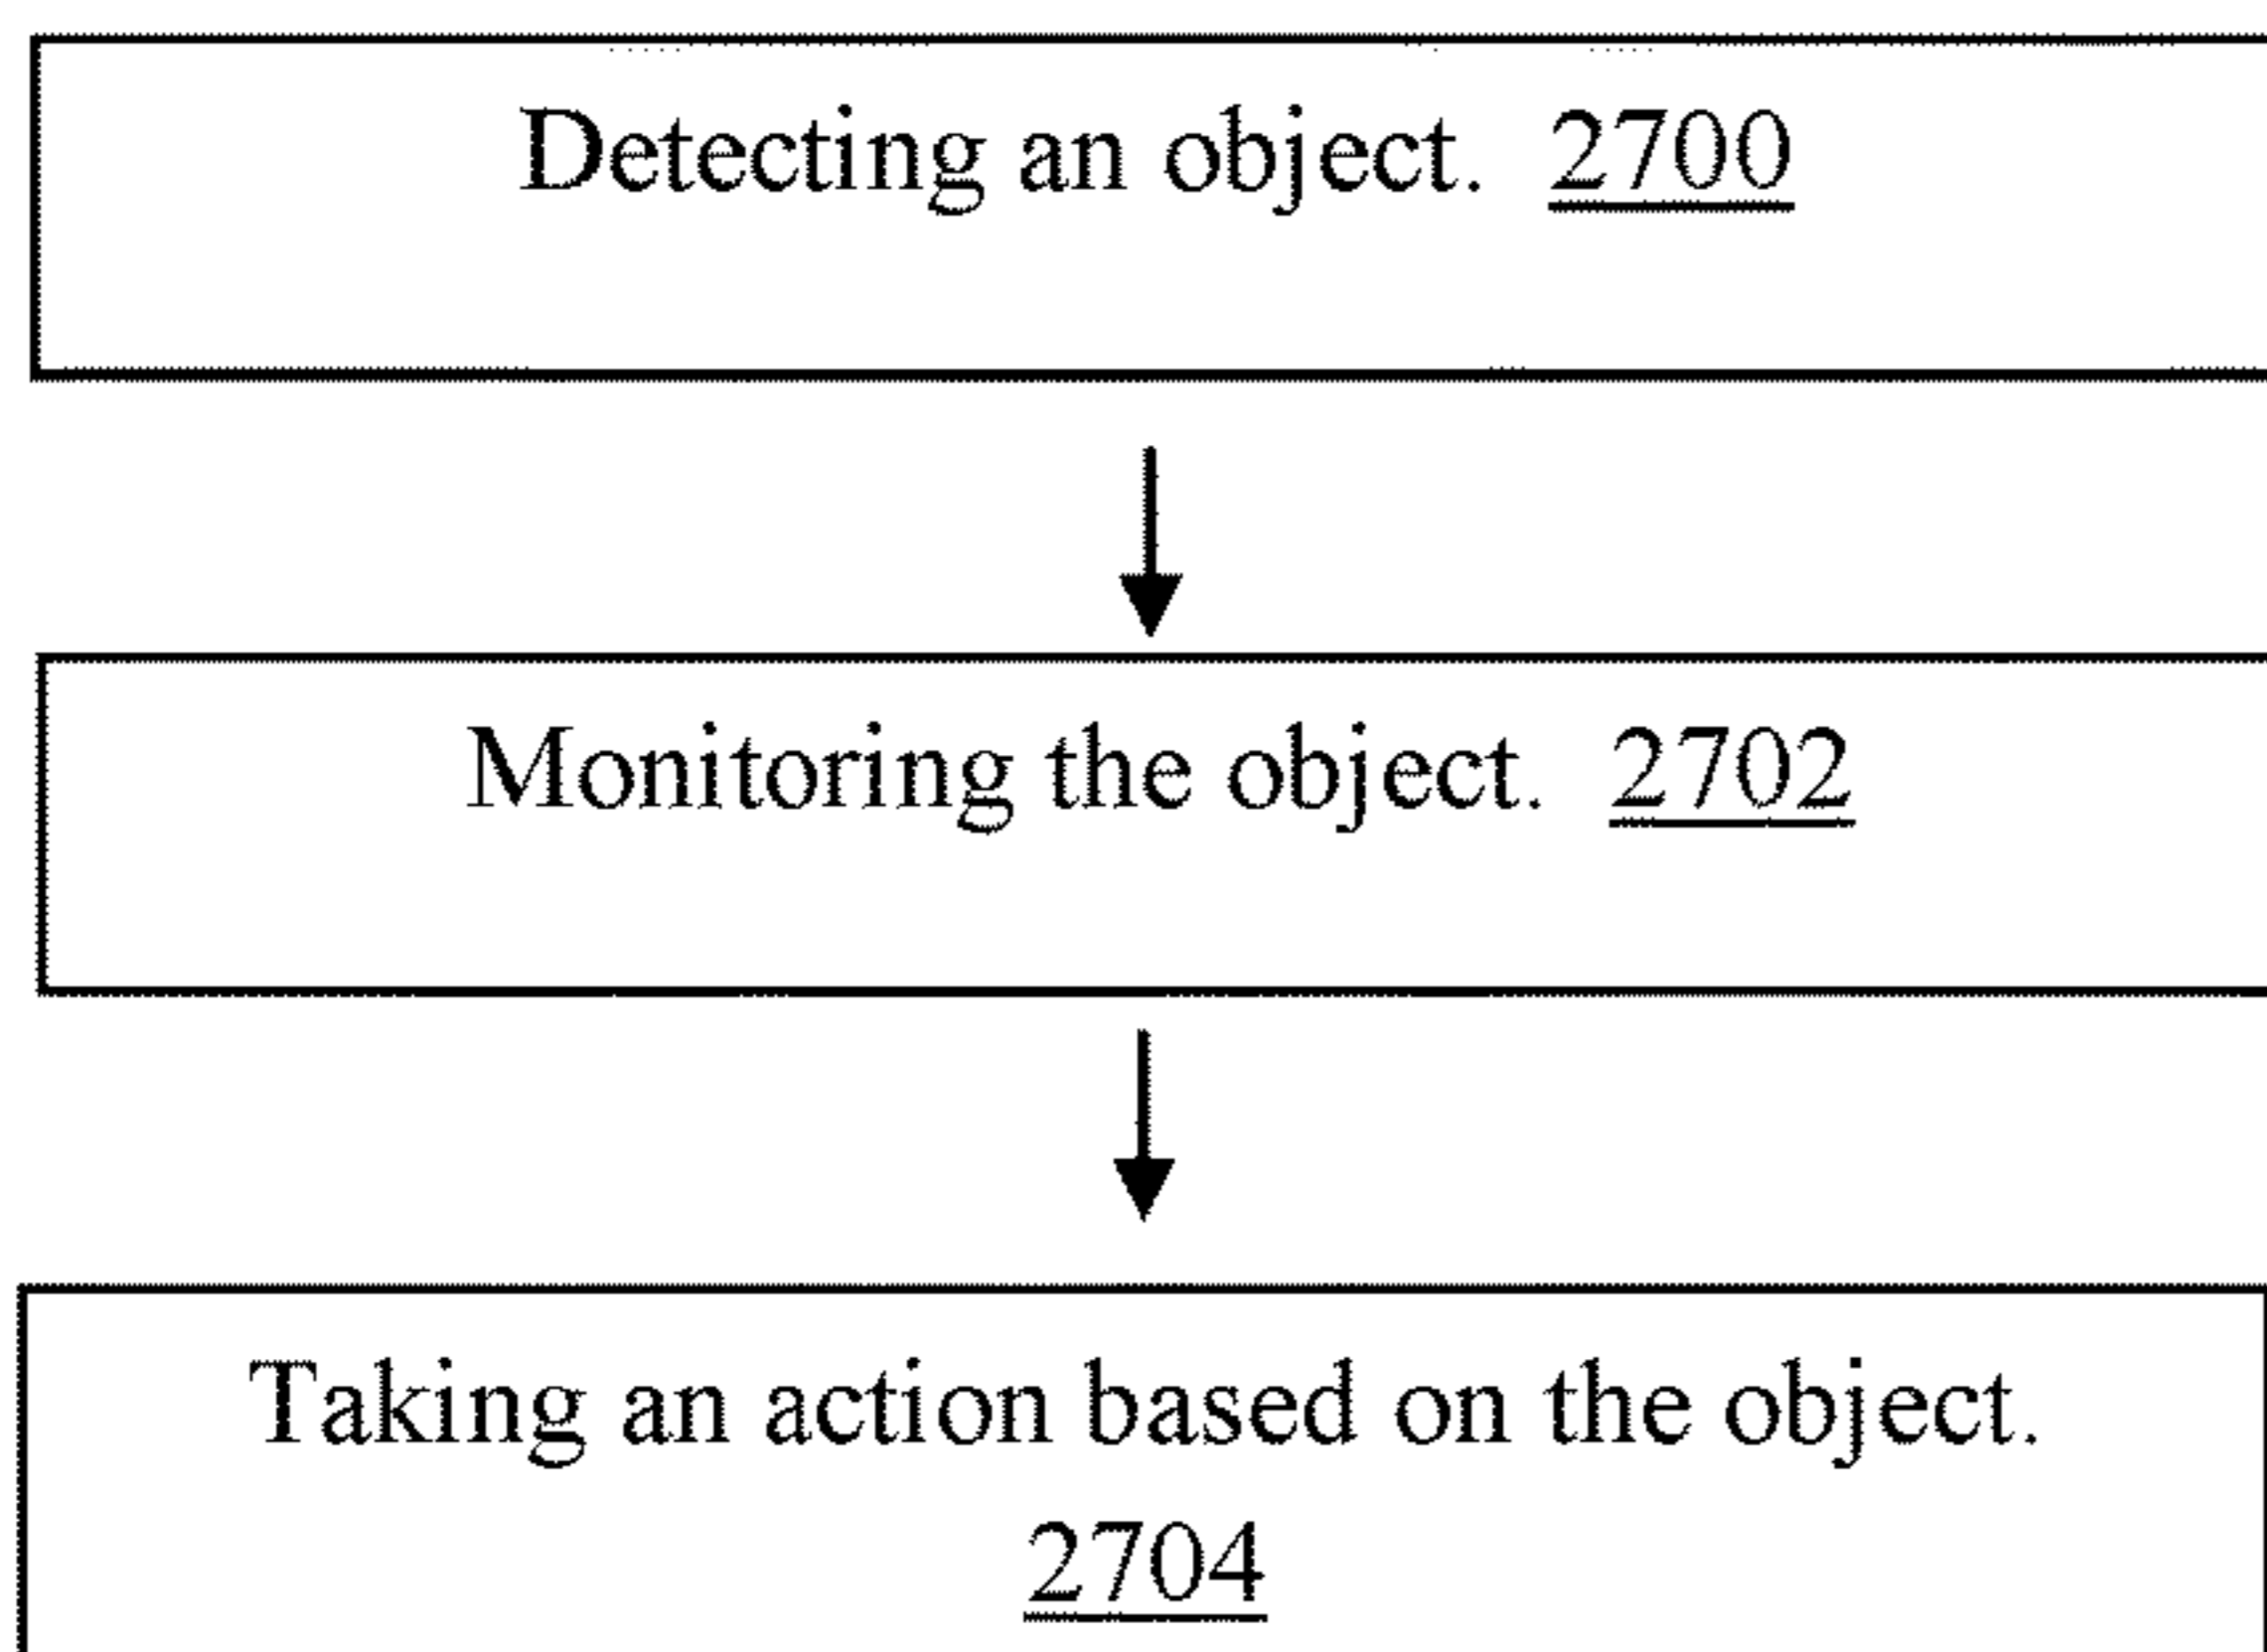 Detecting an object. 2700
Monitoring the object. 2702
Taking an action based on the object.
2704